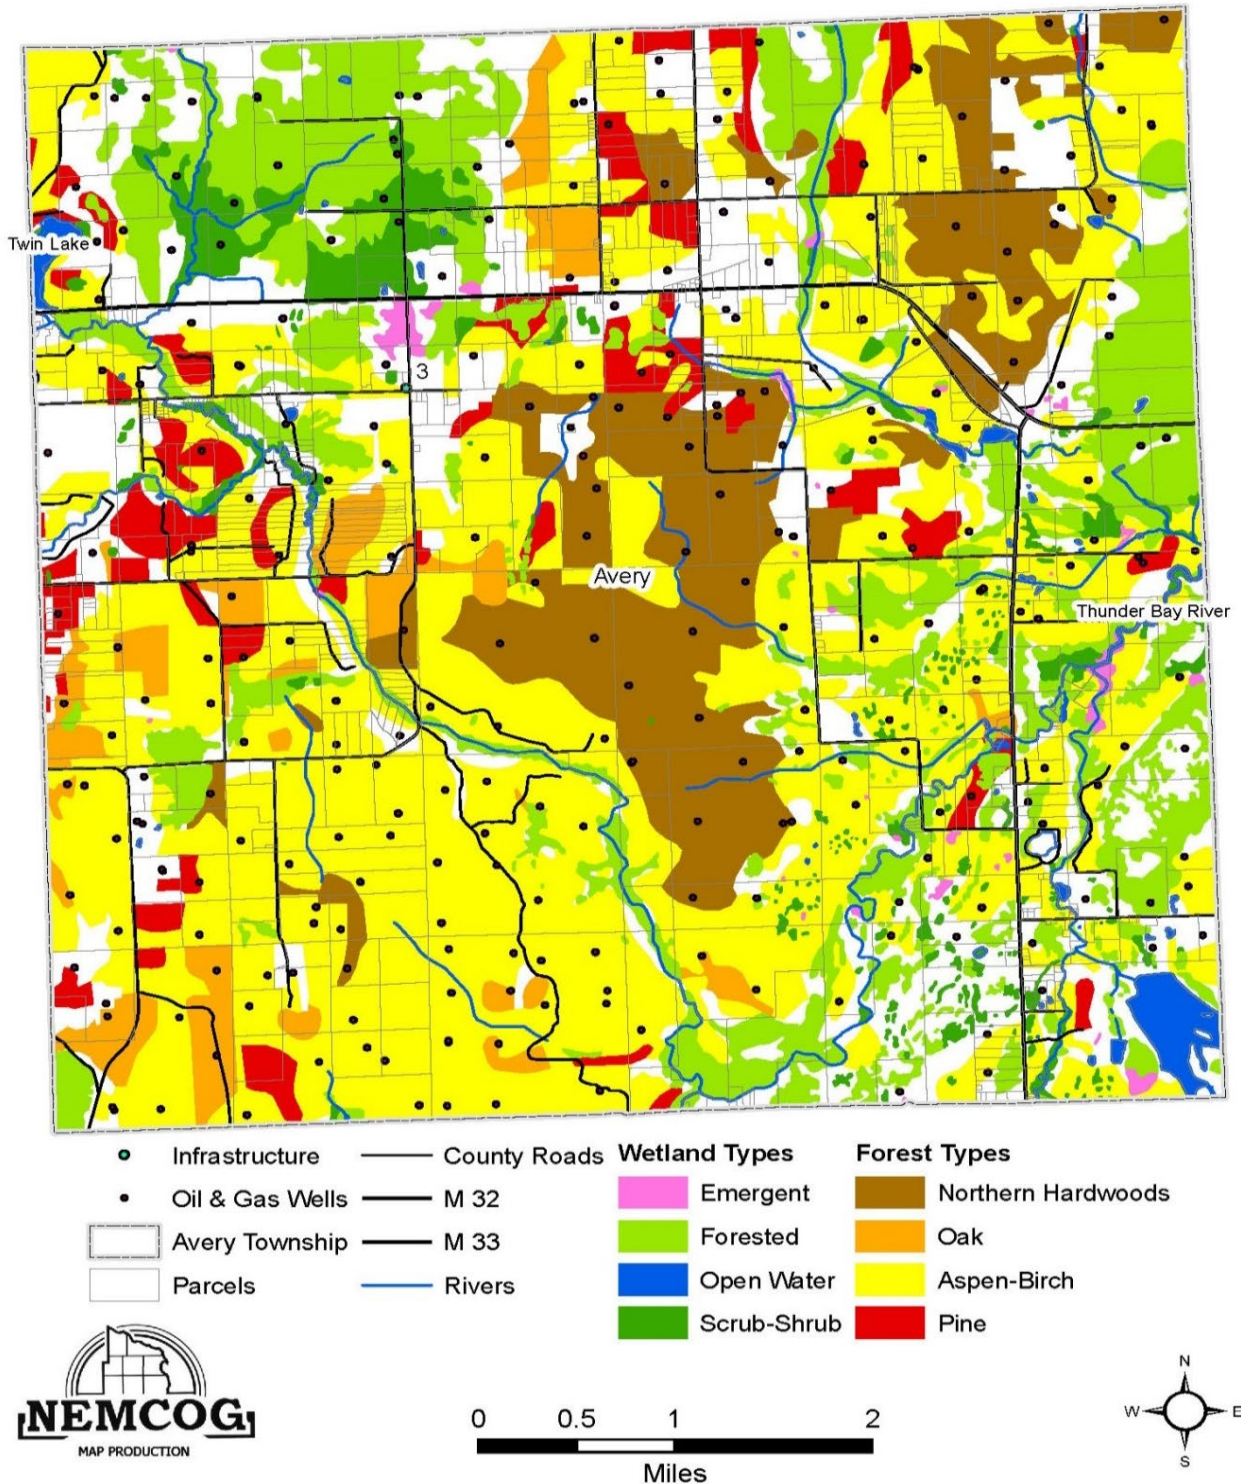 Twin Lake
3
Avery
Thunder Bay River
Infrastructure
Oil & Gas Wells
Avery Township
Parcels
County Roads
M 32
M 33
Rivers
Wetland Types
Emergent
Forested
Open Water
Scrub-Shrub
Forest Types
Northern Hardwoods
Oak
Aspen-Birch
Pine
NEMCOG
MAP PRODUCTION
0 0.5 1 2
Miles
N
W E
S